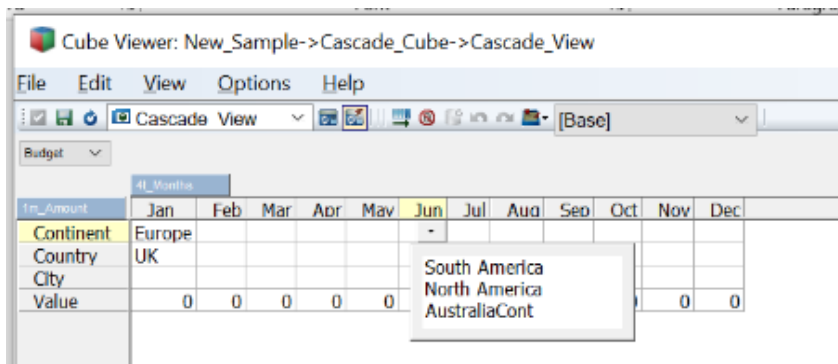 Cube Viewer: New_Sample->Cascade_Cube->Cascade_View
File Edit View Options Help
Cascade View [Base]
Budget
4t_Months
1m_Amount Jan Feb Mar Apr May Jun Jul Aug Sep Oct Nov Dec
Continent Europe -
Country UK
City
Value 0 0 0 0 0 0 0
South America
North America
AustraliaCont